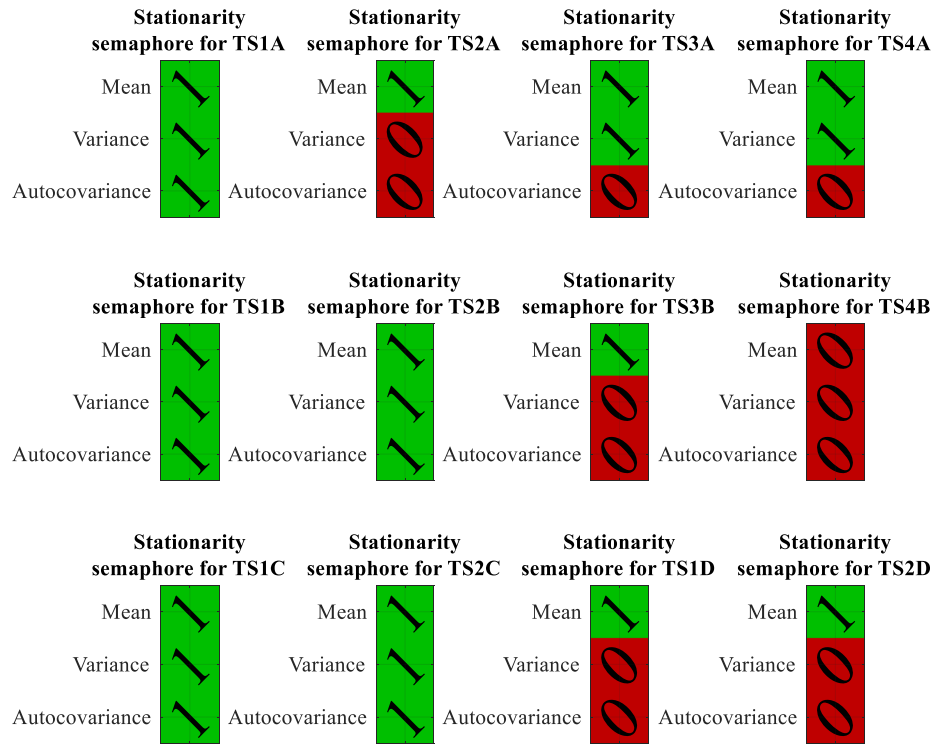 Stationarity
semaphore for TS1A
Mean 1
Variance 1
Autocovariance 1
Stationarity
semaphore for TS2A
Mean 1
Variance 0
Autocovariance 0
Stationarity
semaphore for TS3A
Mean 1
Variance 1
Autocovariance 0
Stationarity
semaphore for TS4A
Mean 1
Variance 1
Autocovariance 0
Stationarity
semaphore for TS1B
Mean 1
Variance 1
Autocovariance 1
Stationarity
semaphore for TS2B
Mean 1
Variance 1
Autocovariance 1
Stationarity
semaphore for TS3B
Mean 1
Variance 0
Autocovariance 0
Stationarity
semaphore for TS4B
Mean 0
Variance 0
Autocovariance 0
Stationarity
semaphore for TS1C
Mean 1
Variance 1
Autocovariance 1
Stationarity
semaphore for TS2C
Mean 1
Variance 1
Autocovariance 1
Stationarity
semaphore for TS1D
Mean 1
Variance 0
Autocovariance 0
Stationarity
semaphore for TS2D
Mean 1
Variance 0
Autocovariance 0